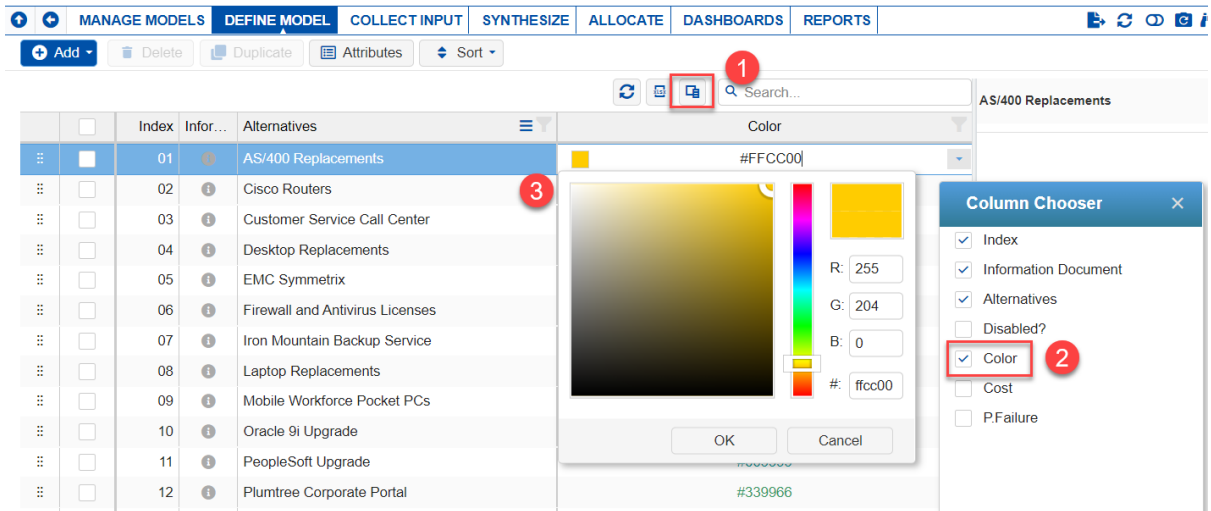 MANAGE MODELS DEFINE MODEL COLLECT INPUT SYNTHESIZE ALLOCATE DASHBOARDS REPORTS
Add Delete Duplicate Attributes Sort
1
Search...
AS/400 Replacements
Index Infor... Alternatives Color
01 AS/400 Replacements #FFCC00
02 Cisco Routers
03 Customer Service Call Center
04 Desktop Replacements
05 EMC Symmetrix
06 Firewall and Antivirus Licenses
07 Iron Mountain Backup Service
08 Laptop Replacements
09 Mobile Workforce Pocket PCs
10 Oracle 9i Upgrade
11 PeopleSoft Upgrade
12 Plumtree Corporate Portal #339966
3
R: 255
G: 204
B: 0
#: ffcc00
OK Cancel
Column Chooser
Index
Information Document
Alternatives
Disabled?
Color 2
Cost
P.Failure